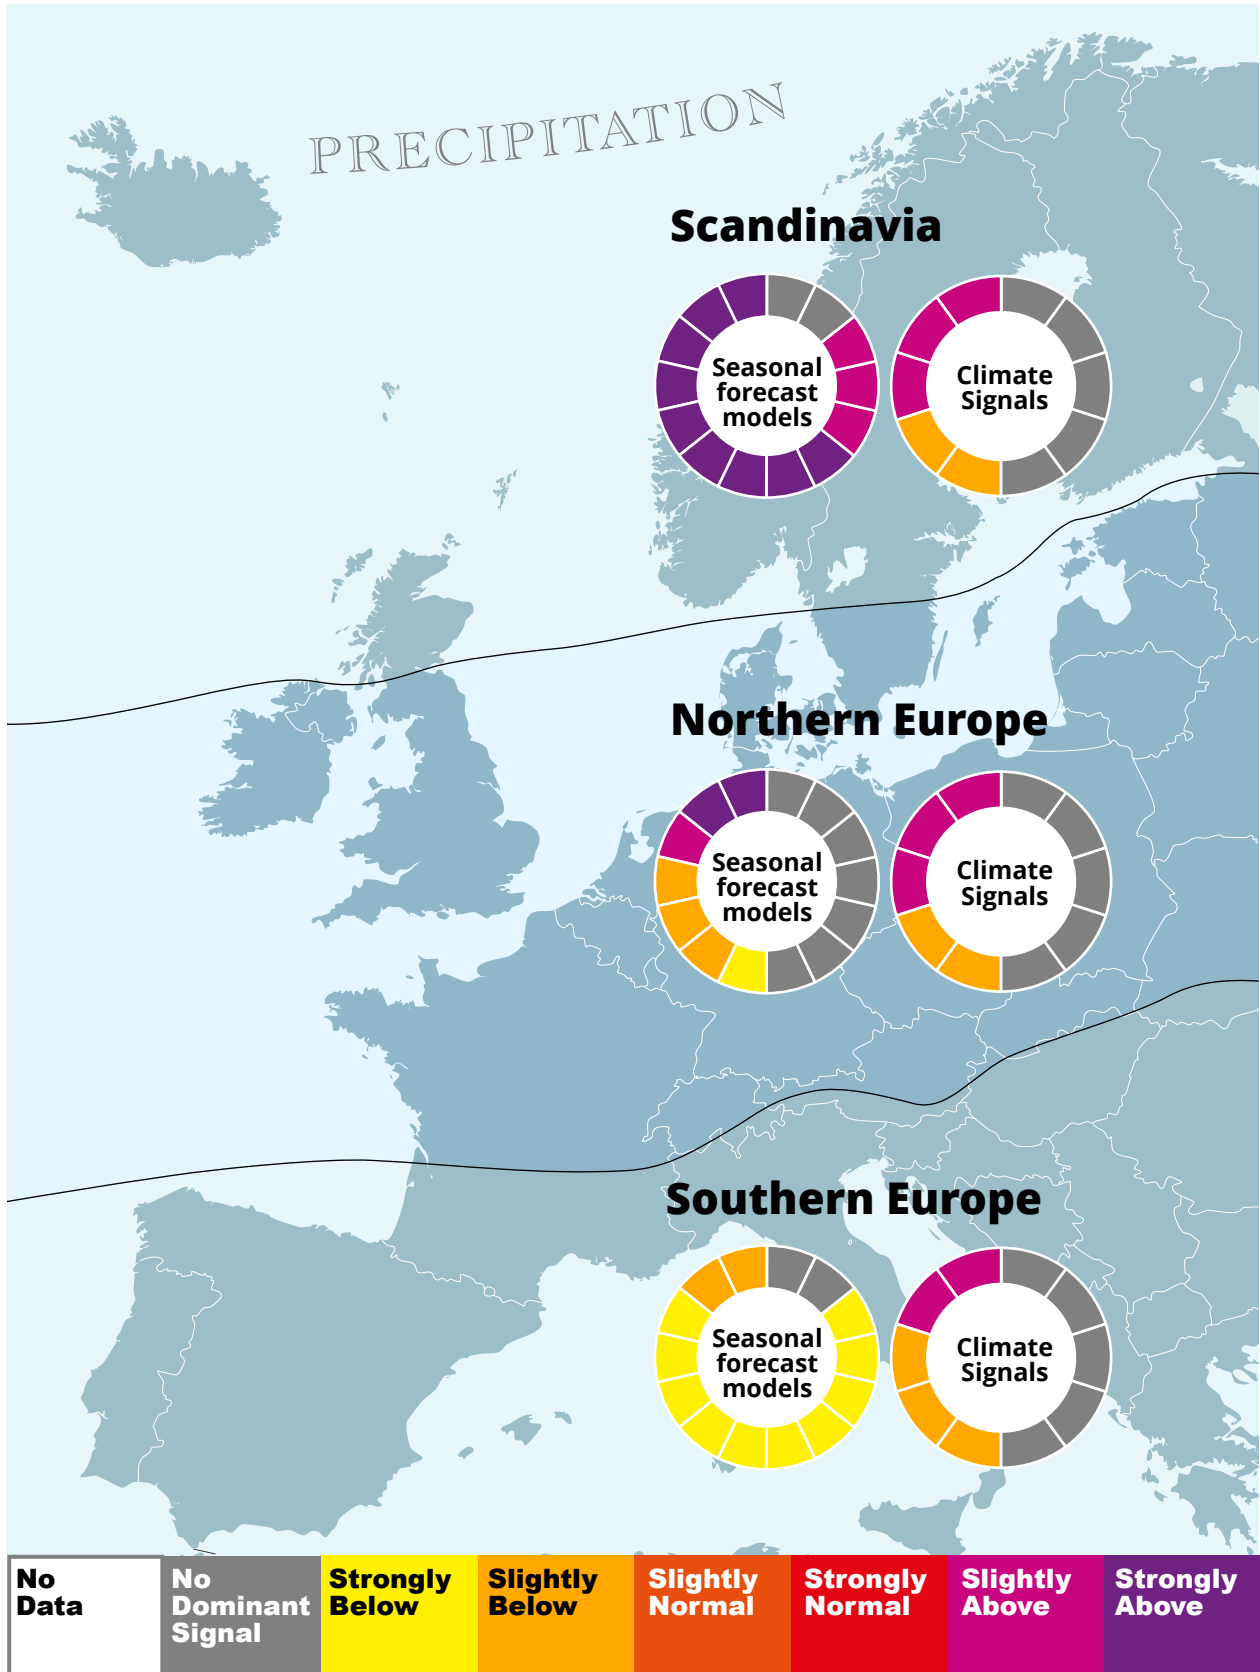 PRECIPITATION
Scandinavia
Seasonal
forecast
models
Climate
Signals
Northern Europe
Seasonal
forecast
models
Climate
Signals
Southern Europe
Seasonal
forecast
models
Climate
Signals
No
Data
No
Dominant
Signal
Strongly
Below
Slightly
Below
Slightly
Normal
Strongly
Normal
Slightly
Above
Strongly
Above